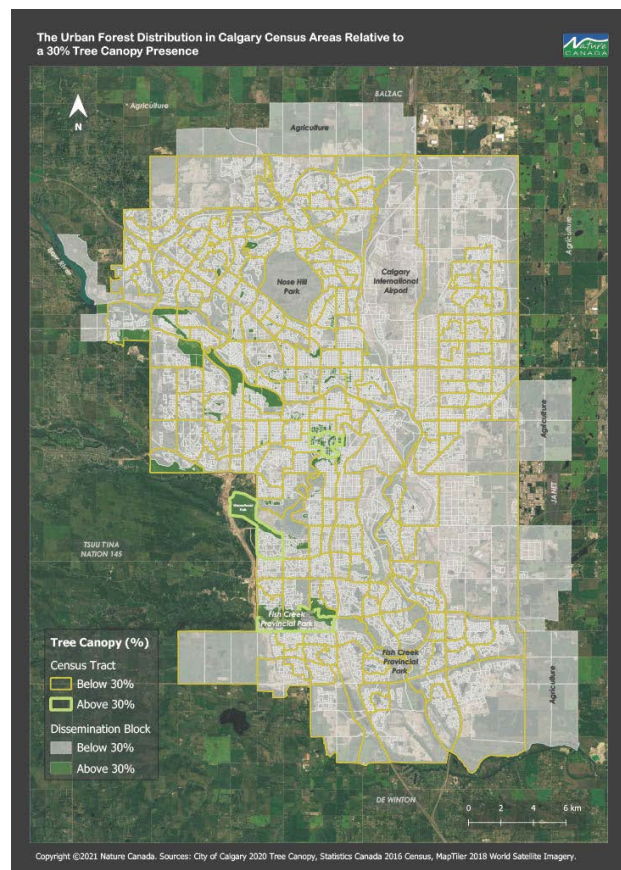 The Urban Forest Distribution in Calgary Census Areas Relative to
a 30% Tree Canopy Presence
Nature
CANADA
BALZAC
Agriculture
N
Agriculture
Bow River
Agriculture
Nose Hill
Park
Calgary
International
Airport
Agriculture
JANET
Weaselhead
Park
TSUU T'INA
NATION 145
Fish Creek
Provincial Park
Fish Creek
Provincial
Park
Agriculture
Tree Canopy (%)
Census Tract
Below 30%
Above 30%
Dissemination Block
Below 30%
Above 30%
DE WINTON
0 2 4 6 km
Copyright ©2021 Nature Canada. Sources: City of Calgary 2020 Tree Canopy, Statistics Canada 2016 Census, MapTiler 2018 World Satellite Imagery.